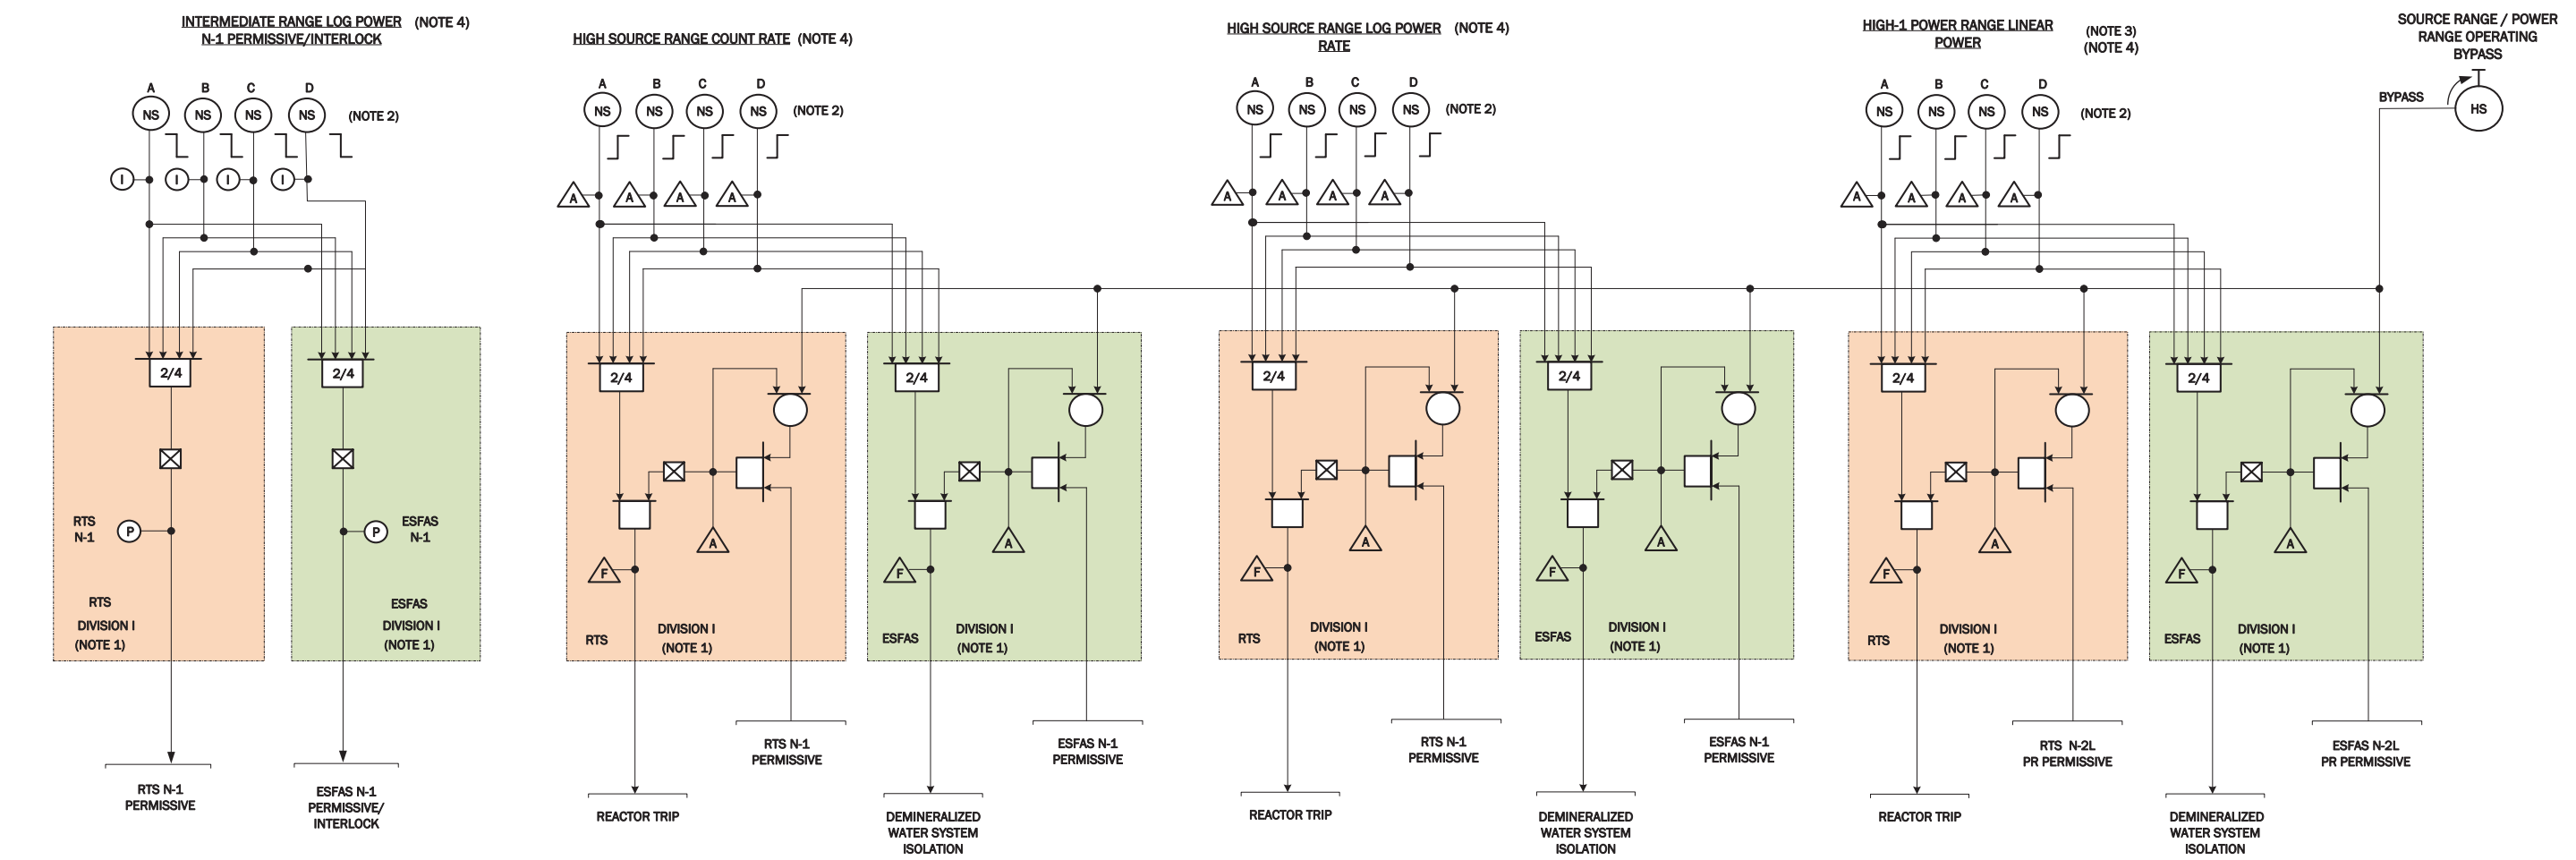 INTERMEDIATE RANGE LOG POWER (NOTE 4)
N-1 PERMISSIVE/INTERLOCK
A B C D
NS NS NS NS (NOTE 2)
I I I I
2/4
RTS
N-1
P
RTS
DIVISION I
(NOTE 1)
RTS N-1
PERMISSIVE
2/4
P
ESFAS
N-1
ESFAS
DIVISION I
(NOTE 1)
ESFAS N-1
PERMISSIVE/
INTERLOCK
HIGH SOURCE RANGE COUNT RATE (NOTE 4)
A B C D
NS NS NS NS (NOTE 2)
A A A A
2/4
A
F
RTS
DIVISION I
(NOTE 1)
REACTOR TRIP
RTS N-1
PERMISSIVE
2/4
A
F
ESFAS
DIVISION I
(NOTE 1)
DEMINERALIZED
WATER SYSTEM
ISOLATION
ESFAS N-1
PERMISSIVE
HIGH SOURCE RANGE LOG POWER (NOTE 4)
RATE
A B C D
NS NS NS NS (NOTE 2)
A A A A
2/4
A
F
RTS
DIVISION I
(NOTE 1)
REACTOR TRIP
RTS N-1
PERMISSIVE
2/4
A
F
ESFAS
DIVISION I
(NOTE 1)
DEMINERALIZED
WATER SYSTEM
ISOLATION
ESFAS N-1
PERMISSIVE
HIGH-1 POWER RANGE LINEAR (NOTE 3)
POWER (NOTE 4)
A B C D
NS NS NS NS (NOTE 2)
A A A A
2/4
A
F
RTS
DIVISION I
(NOTE 1)
REACTOR TRIP
RTS N-2L
PR PERMISSIVE
2/4
A
F
ESFAS
DIVISION I
(NOTE 1)
DEMINERALIZED
WATER SYSTEM
ISOLATION
ESFAS N-2L
PR PERMISSIVE
SOURCE RANGE / POWER
RANGE OPERATING
BYPASS
BYPASS
HS